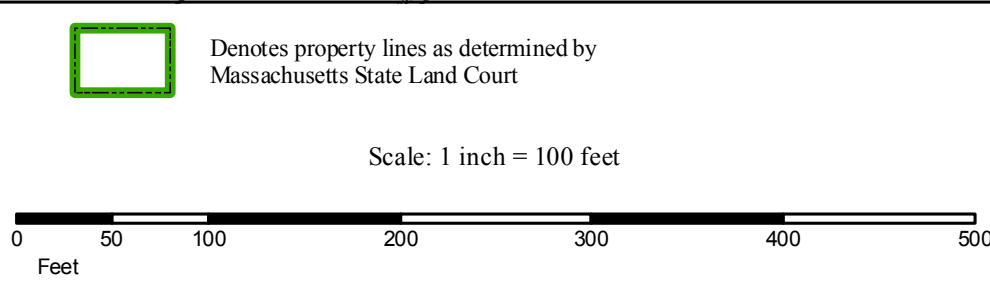 Denotes property lines as determined by
Massachusetts State Land Court
Scale: 1 inch = 100 feet
0 50 100 200 300 400 500
Feet